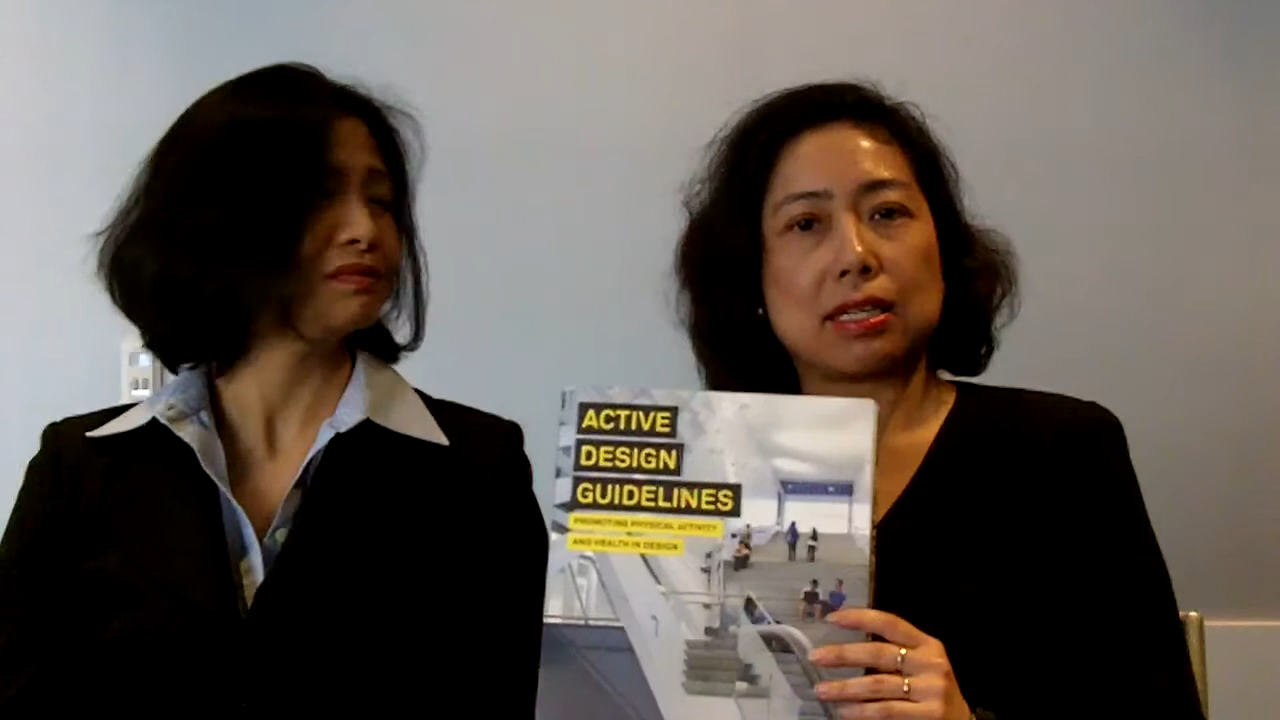 ACTIVE
DESIGN
GUIDELINES
PROMOTING PHYSICAL ACTIVITY
AND HEALTH IN DESIGN